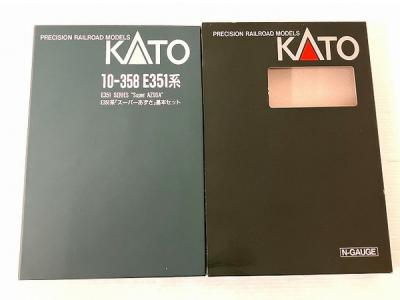 PRECISION RAILROAD MODELS
KATO
10-358 E351系
E351 SERIES "Super AZUSA"
E351系「スーパーあずさ」基本セット
PRECISION RAILROAD MODELS
KATO
N-GAUGE